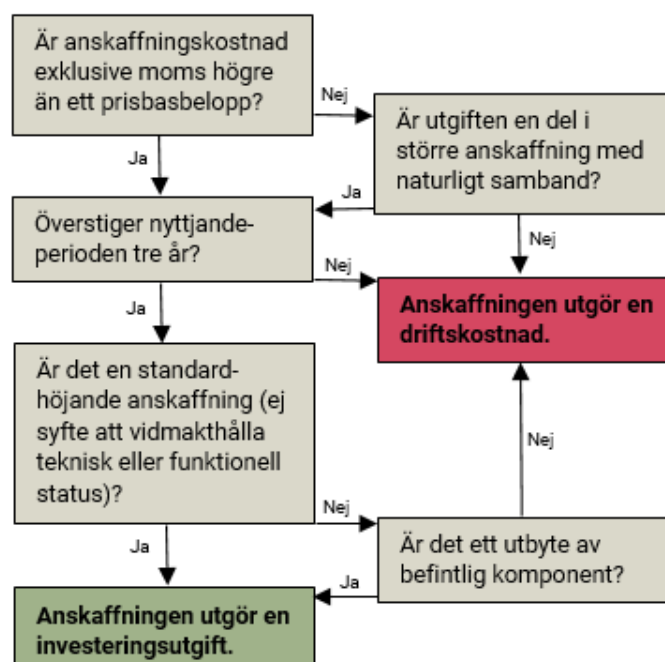 Är anskaffningskostnad
exklusive moms högre
än ett prisbasbelopp?
Nej
Är utgiften en del i
större anskaffning med
naturligt samband?
Ja
Ja
Överstiger nyttjande-
perioden tre år?
Nej
Nej
Anskaffningen utgör en
driftskostnad.
Ja
Är det en standard-
höjande anskaffning (ej
syfte att vidmakthålla
teknisk eller funktionell
status)?
Nej
Nej
Är det ett utbyte av
befintlig komponent?
Ja
Ja
Anskaffningen utgör en
investeringsutgift.